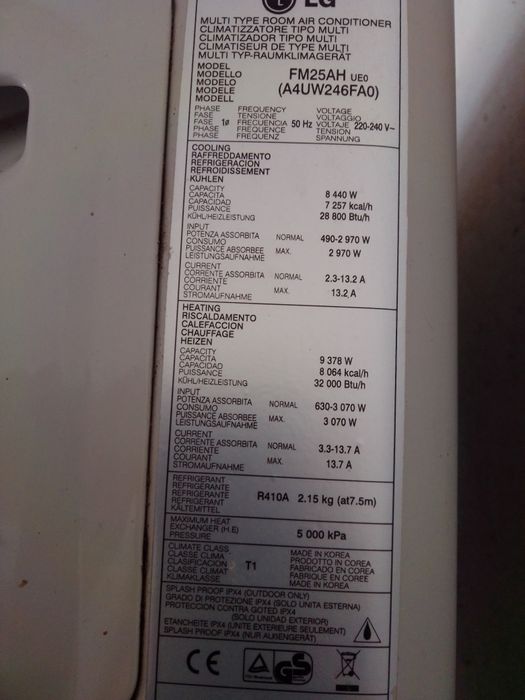 LG
MULTI TYPE ROOM AIR CONDITIONER
CLIMATIZZATORE TIPO MULTI
CLIMATIZADOR TIPO MULTI
CLIMATISEUR DE TYPE MULTI
MULTI TYP-RAUMKLIMAGERÄT
MODEL
MODELLO FM25AH UE0
MODELO
MODELE (A4UW246FA0)
MODELL
PHASE FREQUENCY VOLTAGE
FASE TENSIONE VOLTAGGIO
FASE 1ø FRECUENCIA 50 Hz VOLTAJE 220-240 V~
PHASE FREQUENCE TENSION
PHASE FREQUENZ SPANNUNG
COOLING
RAFFREDDAMENTO
REFRIGERACION
REFROIDISSEMENT
KUHLEN
CAPACITY
CAPACITA 8 440 W
CAPACIDAD 7 257 kcal/h
PUISSANCE
KÜHL/HEIZLEISTUNG 28 800 Btu/h
INPUT
POTENZA ASSORBITA NORMAL 490-2 970 W
CONSUMO
PUISSANCE ABSORBEE MAX. 2 970 W
LEISTUNGSAUFNAHME
CURRENT
CORRENTE ASSORBITA NORMAL 2.3-13.2 A
CORRIENTE
COURANT MAX. 13.2 A
STROMAUFNAHME
HEATING
RISCALDAMENTO
CALEFACCION
CHAUFFAGE
HEIZEN
CAPACITY
CAPACITA 9 378 W
CAPACIDAD
PUISSANCE 8 064 kcal/h
KÜHL/HEIZLEISTUNG 32 000 Btu/h
INPUT
POTENZA ASSORBITA NORMAL 630-3 070 W
CONSUMO
PUISSANCE ABSORBEE MAX. 3 070 W
LEISTUNGSAUFNAHME
CURRENT
CORRENTE ASSORBITA NORMAL 3.3-13.7 A
CORRIENTE
COURANT MAX. 13.7 A
STROMAUFNAHME
REFRIGERANT
REFRIGERANTE
REFRIGERANTE R410A 2.15 kg (at7.5m)
REFRIGERANT
KÄLTEMITTEL
MAXIMUM HEAT
EXCHANGER (H.E) 5 000 kPa
PRESSURE
CLIMATE CLASS MADE IN KOREA
CLASSE CLIMA PRODOTTO IN COREA
CLASIFICACION T1 FABRICADO EN COREA
CLASSE CLIMAT FABRIQUE EN COREE
KLIMAKLASSE MADE IN KOREA
SPLASH PROOF IPX4 (OUTDOOR ONLY)
GRADO DI PROTEZIONE IPX4 (SOLO UNITA ESTERNA)
PROTECCION CONTRA GOTED IPX4
(SOLO UNIDAD EXTERIOR)
ETANCHEITE IPX4 (UNITE EXTERIEURE SEULEMENT)
SPLASH PROOF IPX4 (NUR AUßENGERÄT)
CE GS